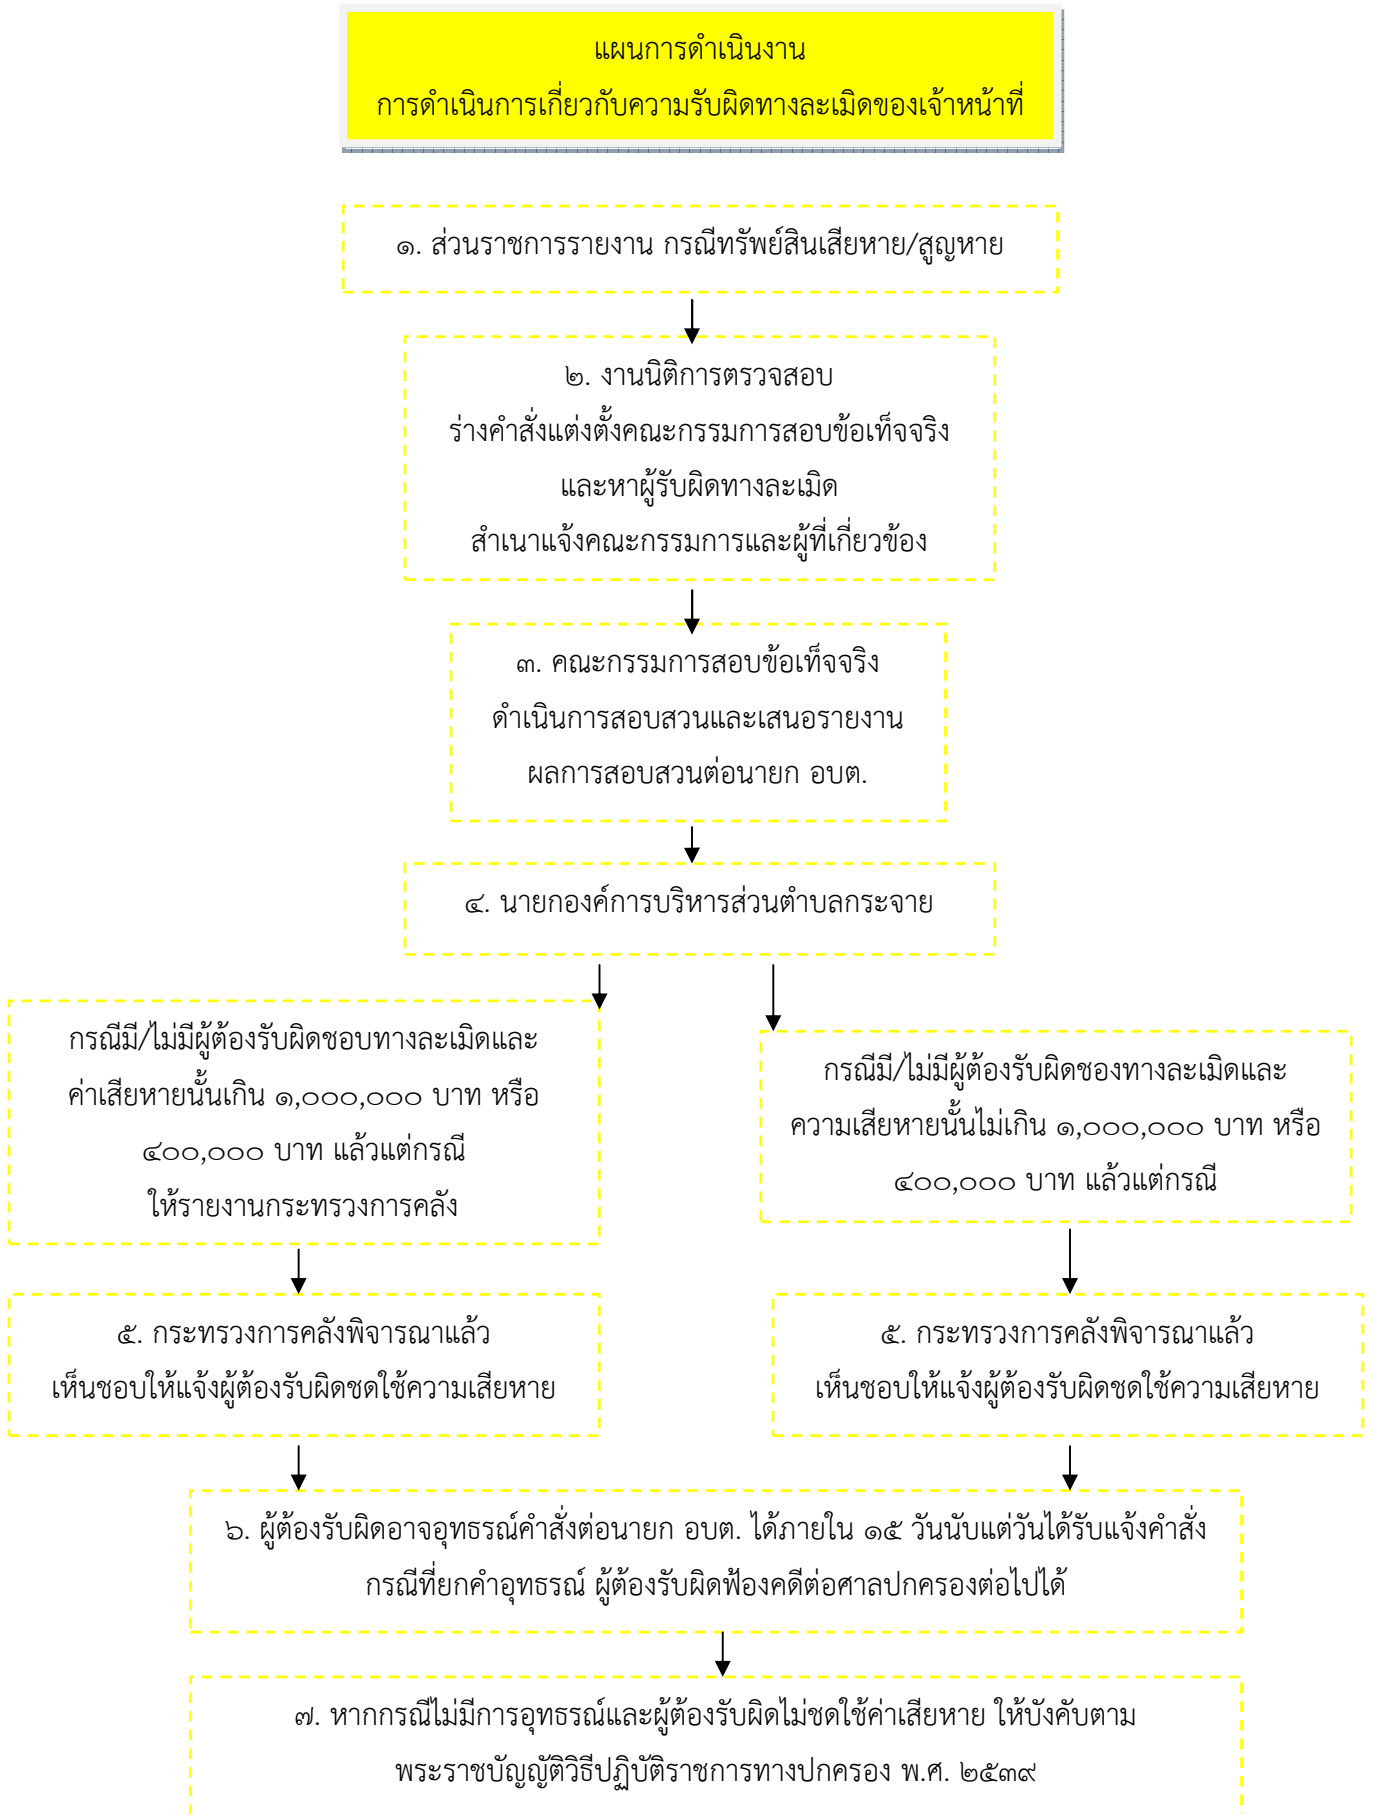 แผนการดำเนินงาน
การดำเนินการเกี่ยวกับความรับผิดทางละเมิดของเจ้าหน้าที่
๑. ส่วนราชการรายงาน กรณีทรัพย์สินเสียหาย/สูญหาย
๒. งานนิติการตรวจสอบ
ร่างคำสั่งแต่งตั้งคณะกรรมการสอบข้อเท็จจริง
และหาผู้รับผิดทางละเมิด
สำเนาแจ้งคณะกรรมการและผู้ที่เกี่ยวข้อง
๓. คณะกรรมการสอบข้อเท็จจริง
ดำเนินการสอบสวนและเสนอรายงาน
ผลการสอบสวนต่อนายก อบต.
๔. นายกองค์การบริหารส่วนตำบลกระจาย
กรณีมี/ไม่มีผู้ต้องรับผิดชอบทางละเมิดและ
ค่าเสียหายนั้นเกิน ๑,๐๐๐,๐๐๐ บาท หรือ
๔๐๐,๐๐๐ บาท แล้วแต่กรณี
ให้รายงานกระทรวงการคลัง
กรณีมี/ไม่มีผู้ต้องรับผิดชองทางละเมิดและ
ความเสียหายนั้นไม่เกิน ๑,๐๐๐,๐๐๐ บาท หรือ
๔๐๐,๐๐๐ บาท แล้วแต่กรณี
๕. กระทรวงการคลังพิจารณาแล้ว
เห็นชอบให้แจ้งผู้ต้องรับผิดชดใช้ความเสียหาย
๕. กระทรวงการคลังพิจารณาแล้ว
เห็นชอบให้แจ้งผู้ต้องรับผิดชดใช้ความเสียหาย
๖. ผู้ต้องรับผิดอาจอุทธรณ์คำสั่งต่อนายก อบต. ได้ภายใน ๑๕ วันนับแต่วันได้รับแจ้งคำสั่ง
กรณีที่ยกคำอุทธรณ์ ผู้ต้องรับผิดฟ้องคดีต่อศาลปกครองต่อไปได้
๗. หากกรณีไม่มีการอุทธรณ์และผู้ต้องรับผิดไม่ชดใช้ค่าเสียหาย ให้บังคับตาม
พระราชบัญญัติวิธีปฏิบัติราชการทางปกครอง พ.ศ. ๒๕๓๙